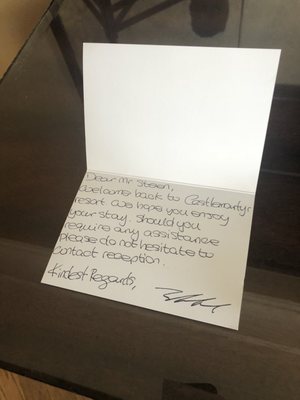 Dear Mr Steen,
Welcome back to Castlemartyr
resort. We hope you enjoy
your stay. Should you
require any assistance
please do not hesitate to
contact reception.
Kindest Regards,